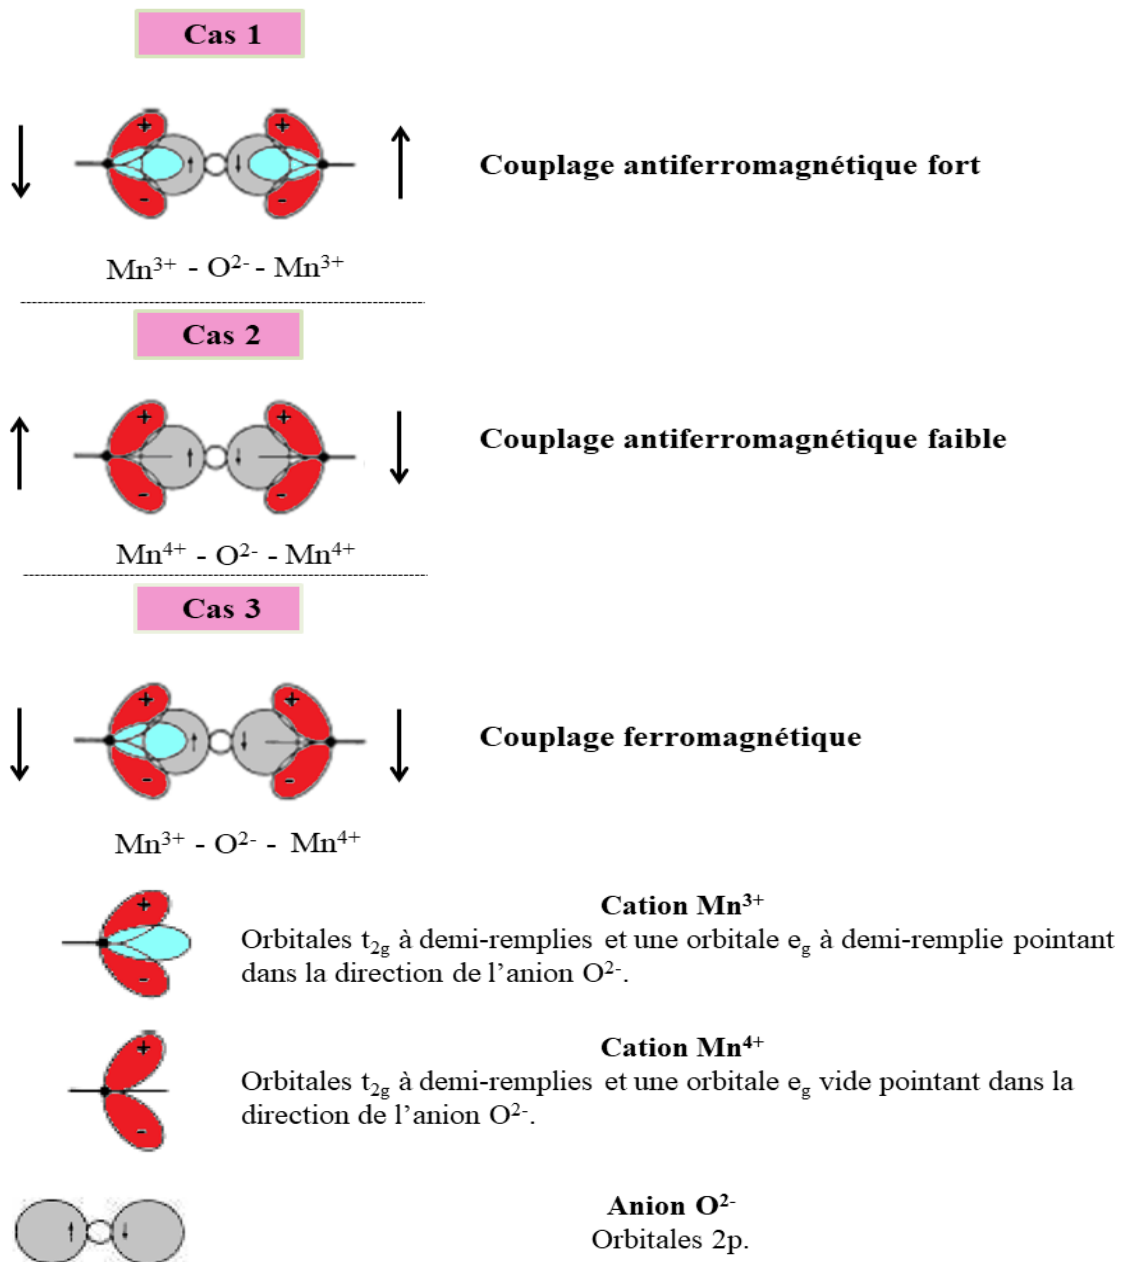 Cas 1
+ +
↓ ↑ ↓ ↑
- -
Couplage antiferromagnétique fort
Mn³⁺ - O²⁻ - Mn³⁺
Cas 2
+ +
↑ ↑ ↓ ↓
- -
Couplage antiferromagnétique faible
Mn⁴⁺ - O²⁻ - Mn⁴⁺
Cas 3
+ +
↓ ↑ ↓ ↓
- -
Couplage ferromagnétique
Mn³⁺ - O²⁻ - Mn⁴⁺
+
-
Cation Mn³⁺
Orbitales t₂g à demi-remplies et une orbitale eg à demi-remplie pointant
dans la direction de l’anion O²⁻.
+
-
Cation Mn⁴⁺
Orbitales t₂g à demi-remplies et une orbitale eg vide pointant dans la
direction de l’anion O²⁻.
↑ ↓
Anion O²⁻
Orbitales 2p.